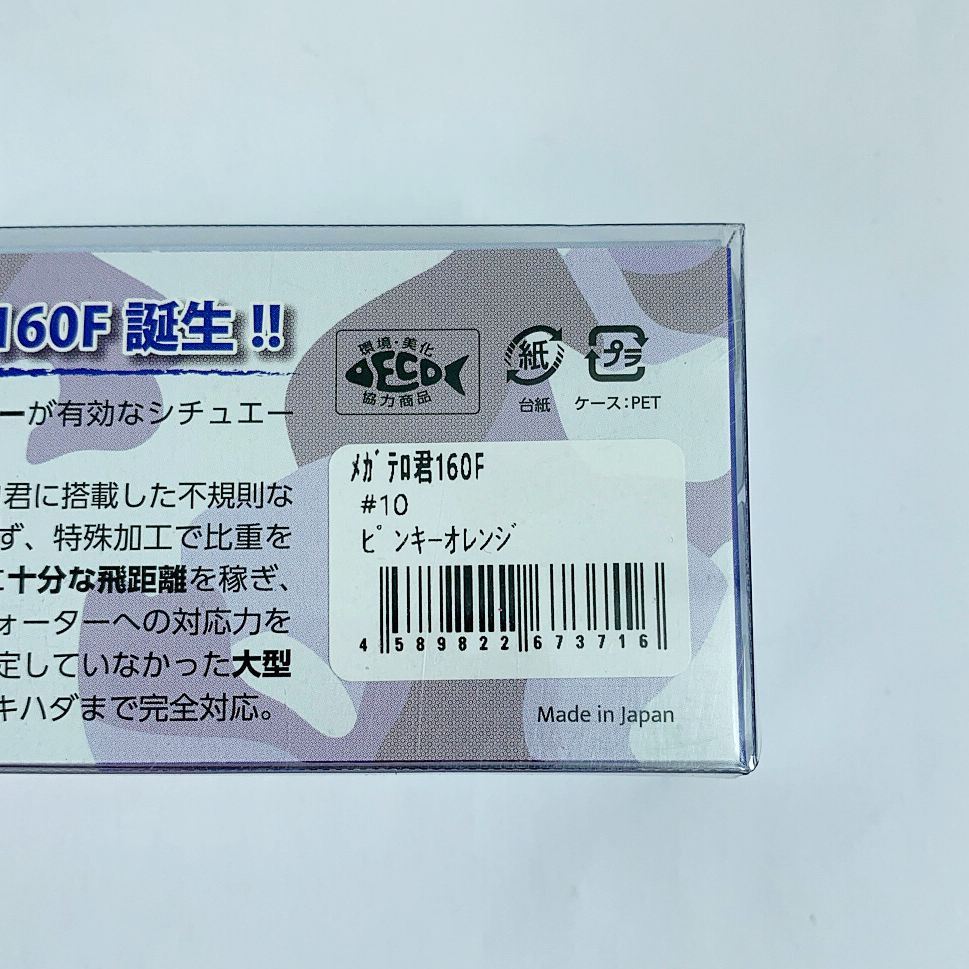 160F 誕生!!
ーが有効なシチュエー
君に搭載した不規則な
ず、特殊加工で比重を
十分な飛距離を稼ぎ、
ォーターへの対応力を
定していなかった大型
キハダまで完全対応。
環境・美化
ECO
協力商品
紙
台紙
プラ
ケース:PET
ﾒｶﾞﾃﾛ君160F
#10
ﾋﾟﾝｷｰｵﾚﾝｼﾞ
4 589822 673716
Made in Japan